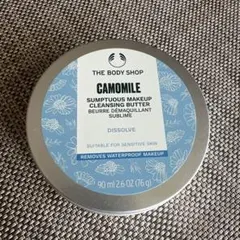 THE BODY SHOP
CAMOMILE
SUMPTUOUS MAKEUP
CLEANSING BUTTER
BEURRE DÉMAQUILLANT
SUBLIME
DISSOLVE
SUITABLE FOR SENSITIVE SKIN
REMOVES WATERPROOF MAKEUP
90 ml 2.6 OZ (76 g)